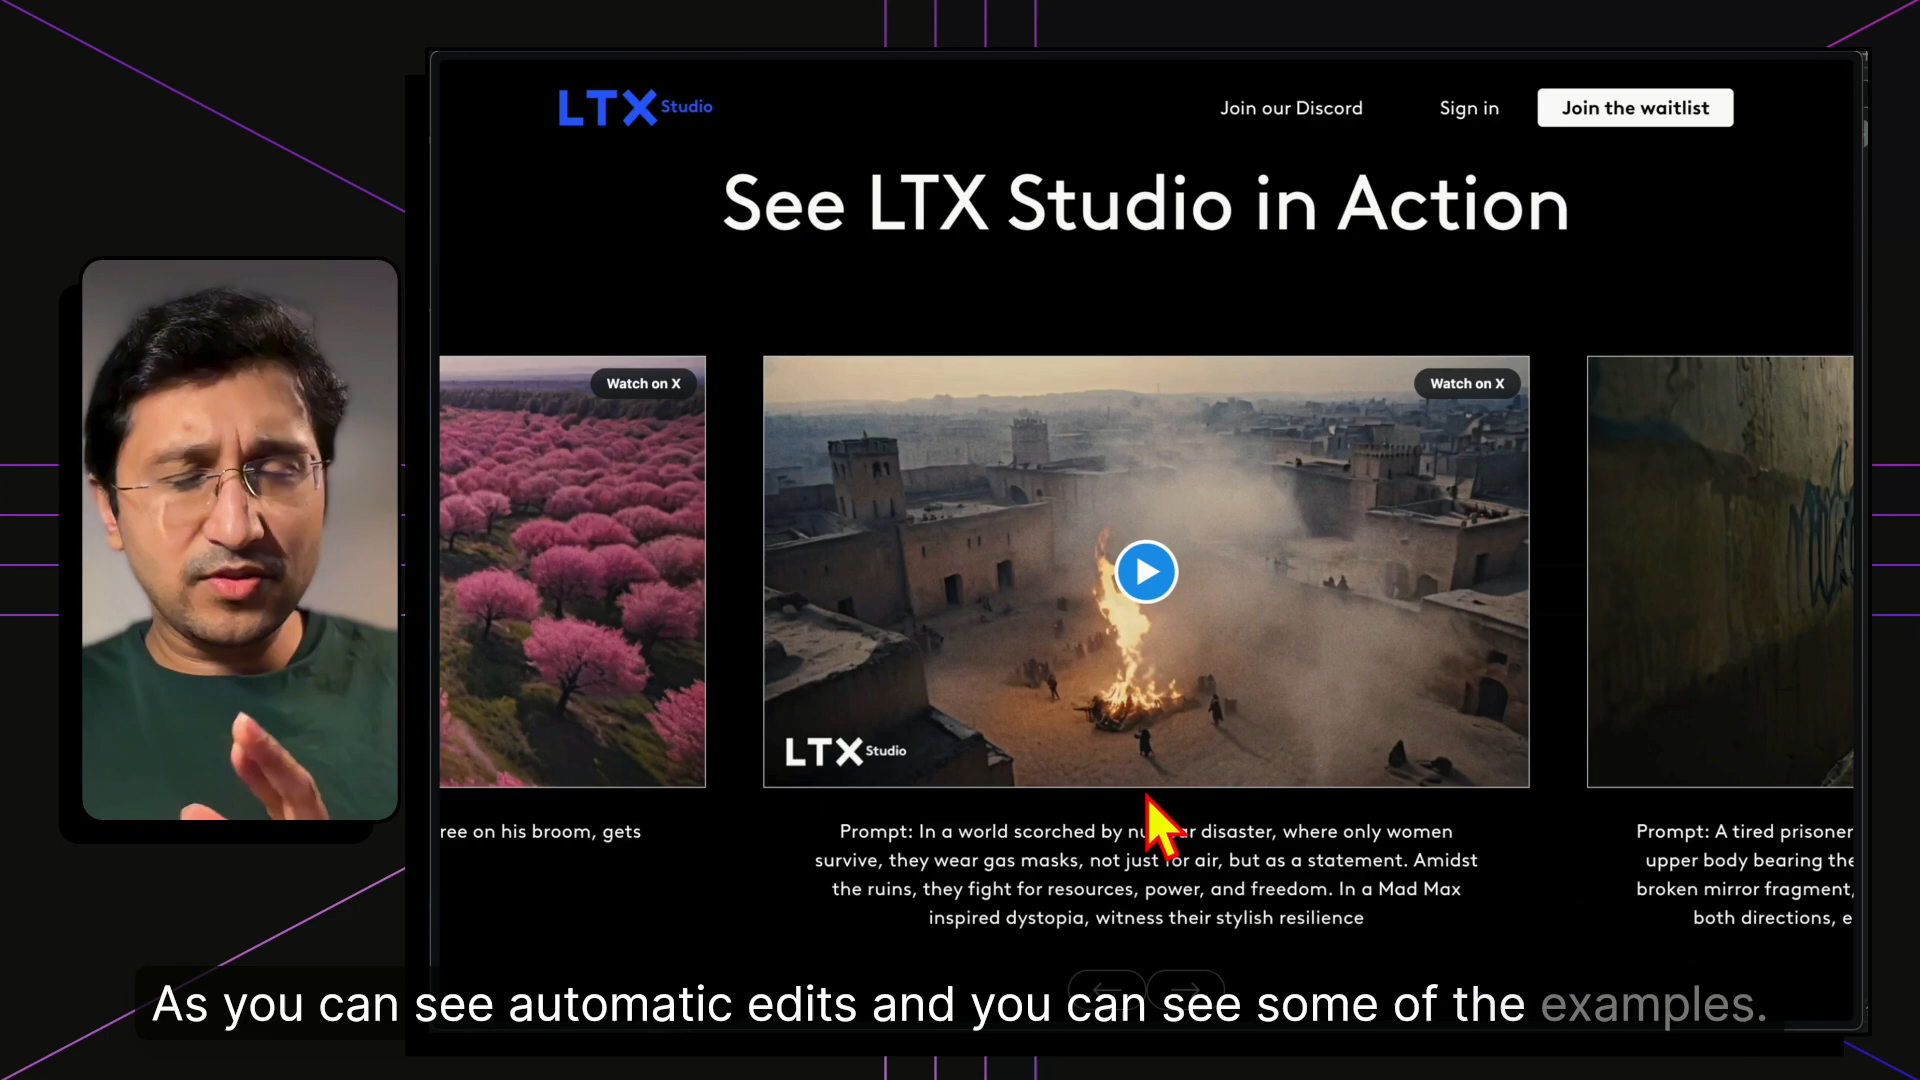 LTX Studio
Join our Discord
Sign in
Join the waitlist
See LTX Studio in Action
Watch on X
Watch on X
LTX Studio
ree on his broom, gets
Prompt: In a world scorched by disaster, where only women
survive, they wear gas masks, not just for air, but as a statement. Amidst
the ruins, they fight for resources, power, and freedom. In a Mad Max
inspired dystopia, witness their stylish resilience
Prompt: A tired prisoner
upper body bearing the
broken mirror fragment,
both directions, e
As you can see automatic edits and you can see some of the examples.